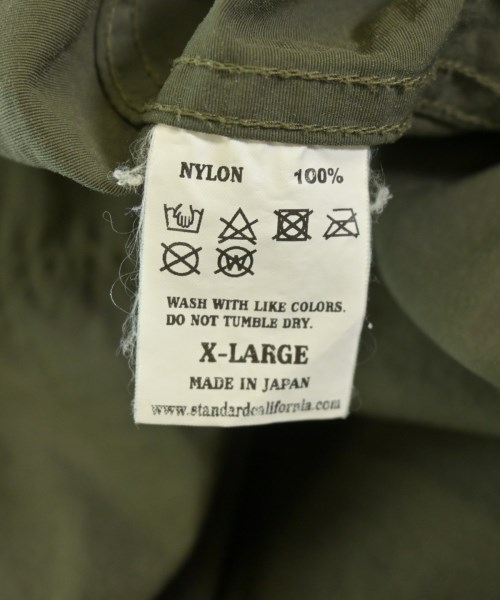 NYLON 100%
W
WASH WITH LIKE COLORS.
DO NOT TUMBLE DRY.
X-LARGE
MADE IN JAPAN
www.standardcalifornia.com